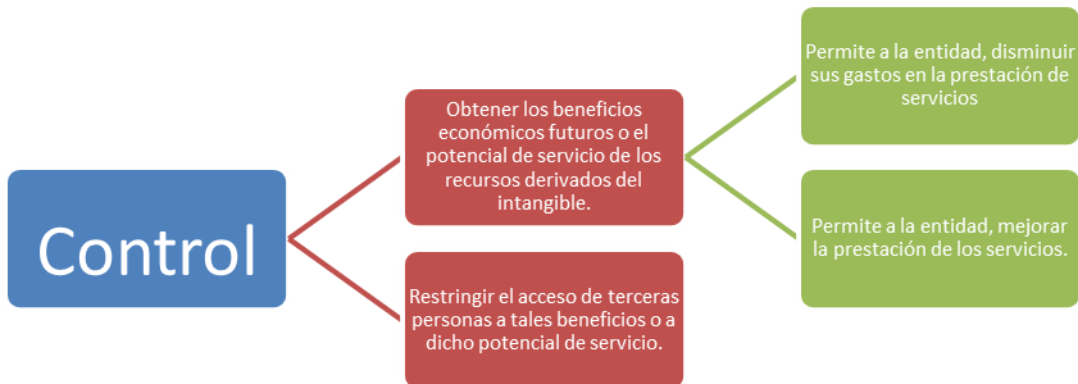 Control
Obtener los beneficios
económicos futuros o el
potencial de servicio de los
recursos derivados del
intangible.
Restringir el acceso de terceras
personas a tales beneficios o a
dicho potencial de servicio.
Permite a la entidad, disminuir
sus gastos en la prestación de
servicios
Permite a la entidad, mejorar
la prestación de los servicios.